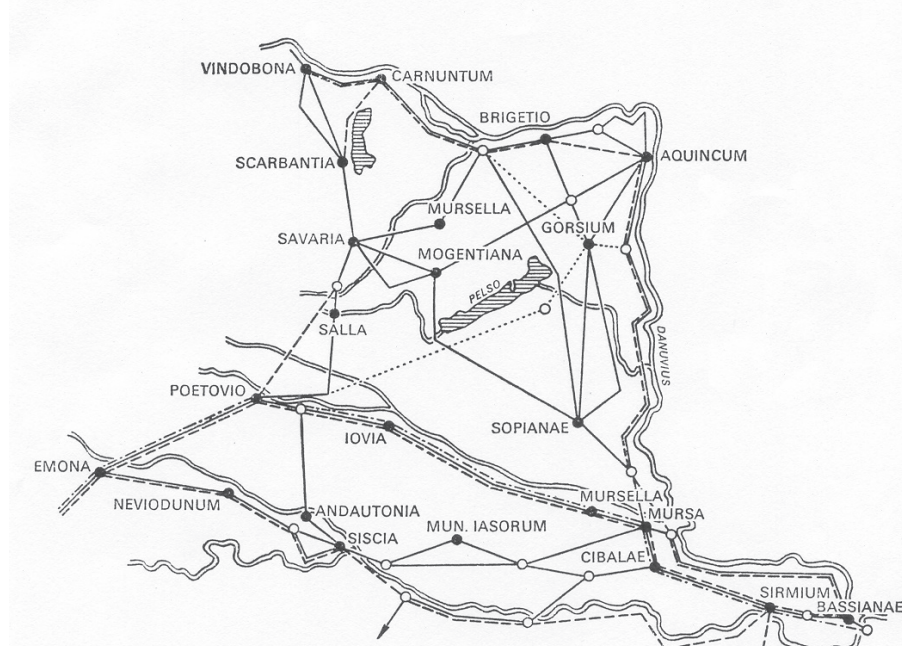 VINDOBONA
CARNUNTUM
BRIGETIO
AQUINCUM
SCARBANTIA
MURSELLA
GORSIUM
SAVARIA
MOGENTIANA
PELSO
SALLA
DANUVIUS
POETOVIO
IOVIA
SOPIANAE
EMONA
NEVIODUNUM
MURSELLA
ANDAUTONIA
MURSA
MUN. IASORUM
SISCIA
CIBALAE
SIRMIUM
BASSIANAE